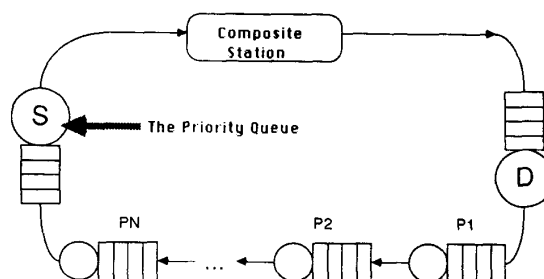 Composite
Station
S
The Priority Queue
D
PN
...
P2
P1